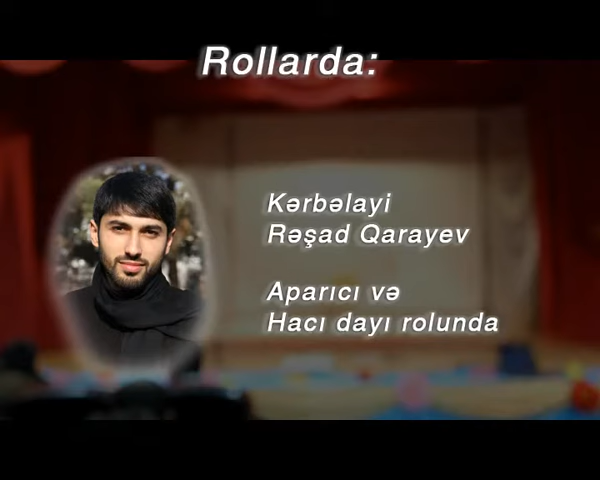 Rollarda:
Kərbəlayi
Rəşad Qarayev
Aparıcı və
Hacı dayı rolunda